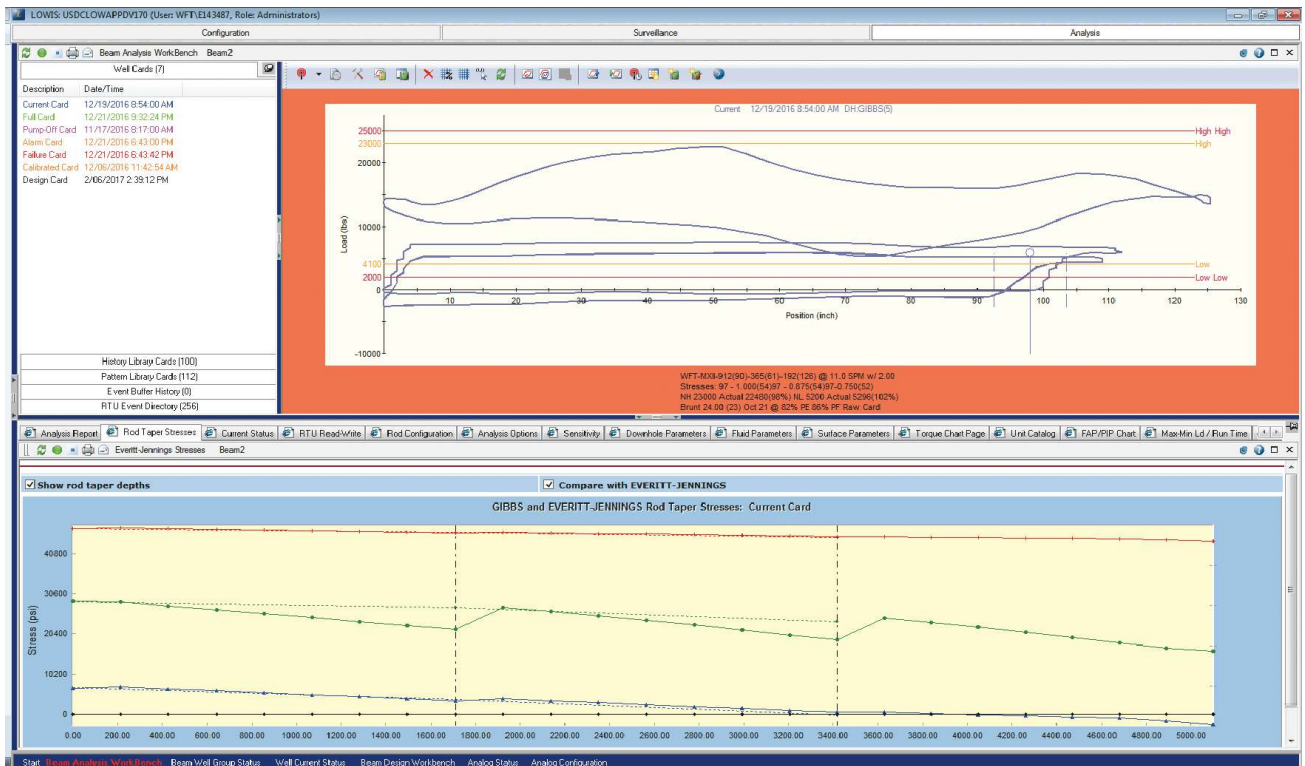 LOWIS: USDCLOWAPPDV170 (User: WFT\E143487, Role: Administrators)
Configuration Surveillance Analysis
Beam Analysis WorkBench Beam2
Well Cards (7)
Description Date/Time
Current Card 12/19/2016 8:54:00 AM
Full Card 12/21/2016 9:32:24 PM
Pump-Off Card 11/17/2016 8:17:00 AM
Alarm Card 12/21/2016 6:43:00 PM
Failure Card 12/21/2016 6:43:42 PM
Calibrated Card 12/06/2016 11:42:54 AM
Design Card 2/06/2017 2:39:12 PM
History Library Cards (100)
Pattern Library Cards (112)
Event Buffer History (0)
RTU Event Directory (256)
Current 12/19/2016 8:54:00 AM DH:GIBBS(5)
25000 High High
23000 High
20000
Load (lbs)
10000
4100 Low
2000 Low Low
0
10 20 30 40 50 60 70 80 90 100 110 120 130
Position (inch)
-10000
WFT-MXII-912(90)-365(61)-192(126) @ 11.0 SPM w/ 2.00
Stresses: 97 - 1.000(54)97 - 0.875(54)97-0.750(52)
NH 23000 Actual 22480(98%) NL 5200 Actual 5296(102%)
Brunt 24.00 (23) Oct 21 @ 82% PE 86% PF Raw Card
Analysis Report Rod Taper Stresses Current Status RTU Read-Write Rod Configuration Analysis Options Sensitivity Downhole Parameters Fluid Parameters Surface Parameters Torque Chart Page Unit Catalog FAP/PIP Chart Max-Min Ld / Run Time
Everitt-Jennings Stresses Beam2
Show rod taper depths Compare with EVERITT-JENNINGS
GIBBS and EVERITT-JENNINGS Rod Taper Stresses: Current Card
40800
30600
Stress (psi)
20400
10200
0
0.00 200.00 400.00 600.00 800.00 1000.00 1200.00 1400.00 1600.00 1800.00 2000.00 2200.00 2400.00 2600.00 2800.00 3000.00 3200.00 3400.00 3600.00 3800.00 4000.00 4200.00 4400.00 4600.00 4800.00 5000.00
Start Beam Analysis WorkBench Beam Well Group Status Well Current Status Beam Design Workbench Analog Status Analog Configuration